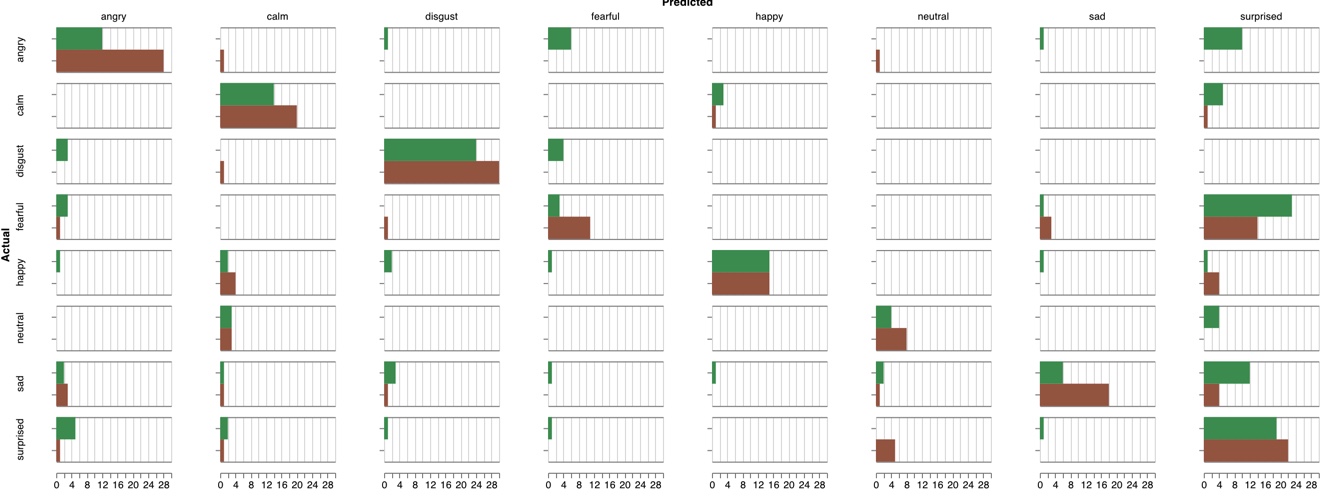 Predicted
angry calm disgust fearful happy neutral sad surprised
Actual
angry
calm
disgust
fearful
happy
neutral
sad
surprised
0 4 8 12 16 20 24 28 0 4 8 12 16 20 24 28 0 4 8 12 16 20 24 28 0 4 8 12 16 20 24 28 0 4 8 12 16 20 24 28 0 4 8 12 16 20 24 28 0 4 8 12 16 20 24 28 0 4 8 12 16 20 24 28